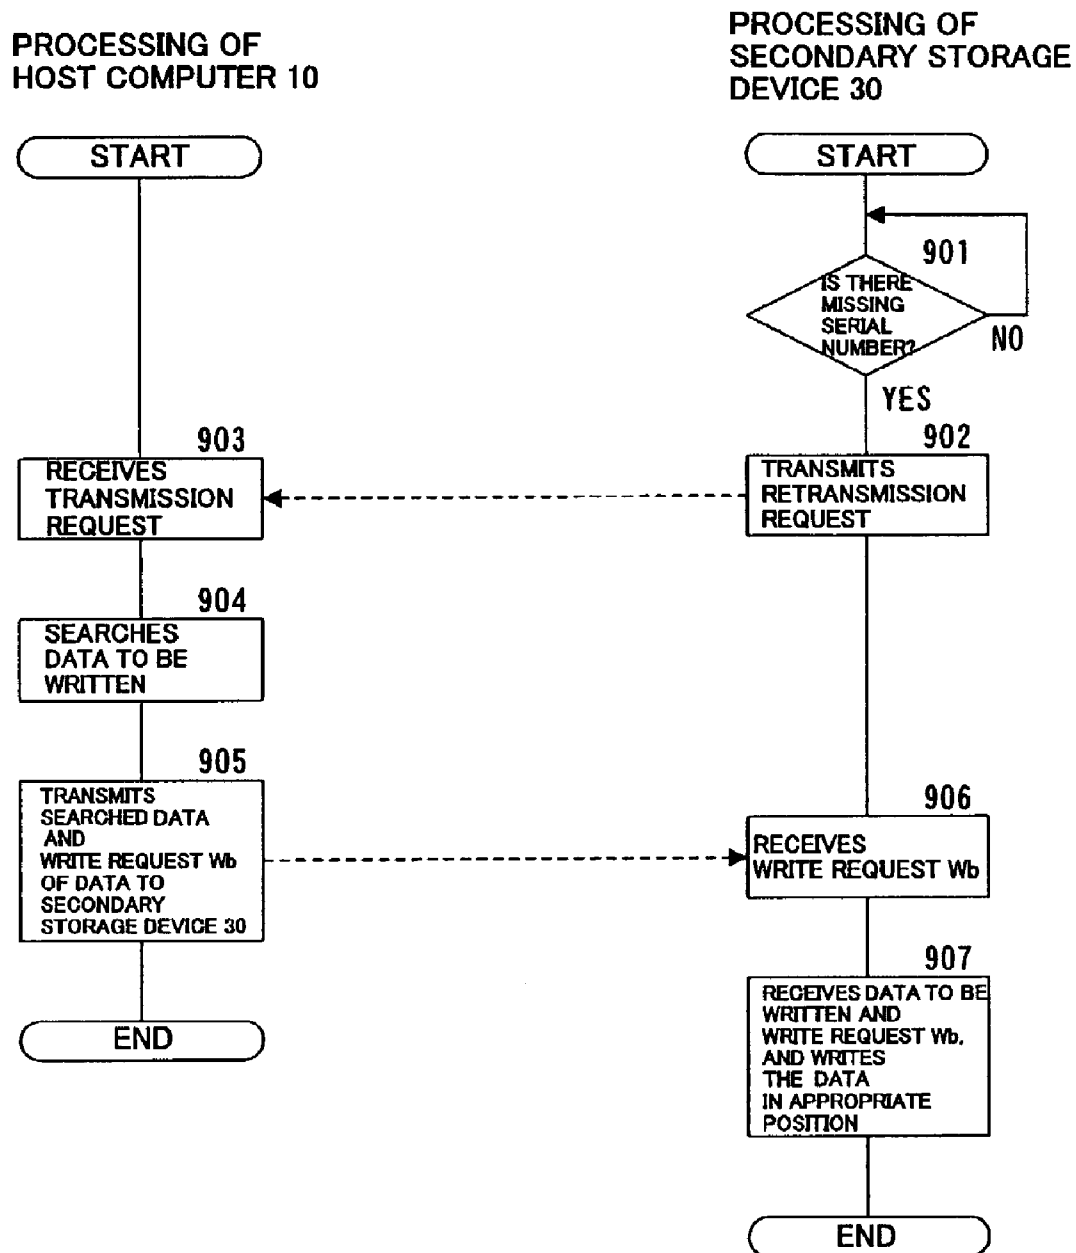 PROCESSING OF
HOST COMPUTER 10
START
903
RECEIVES
TRANSMISSION
REQUEST
904
SEARCHES
DATA TO BE
WRITTEN
905
TRANSMITS
SEARCHED DATA
AND
WRITE REQUEST Wb
OF DATA TO
SECONDARY
STORAGE DEVICE 30
END
PROCESSING OF
SECONDARY STORAGE
DEVICE 30
START
901
IS THERE
MISSING
SERIAL
NUMBER?
NO
YES
902
TRANSMITS
RETRANSMISSION
REQUEST
906
RECEIVES
WRITE REQUEST Wb
907
RECEIVES DATA TO BE
WRITTEN AND
WRITE REQUEST Wb,
AND WRITES
THE DATA
IN APPROPRIATE
POSITION
END